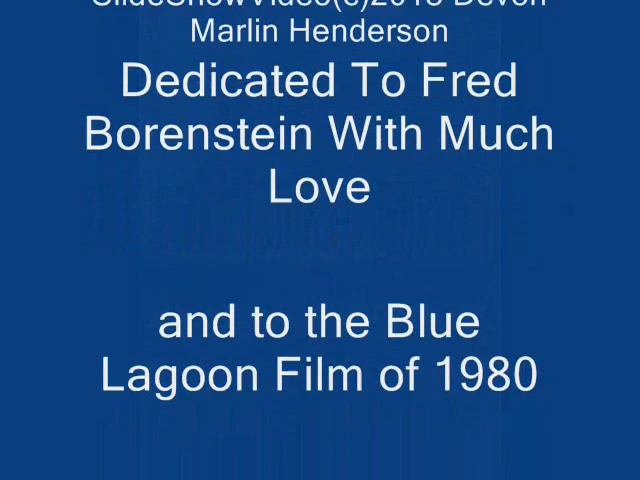 Marlin Henderson
Dedicated To Fred
Borenstein With Much
Love
and to the Blue
Lagoon Film of 1980